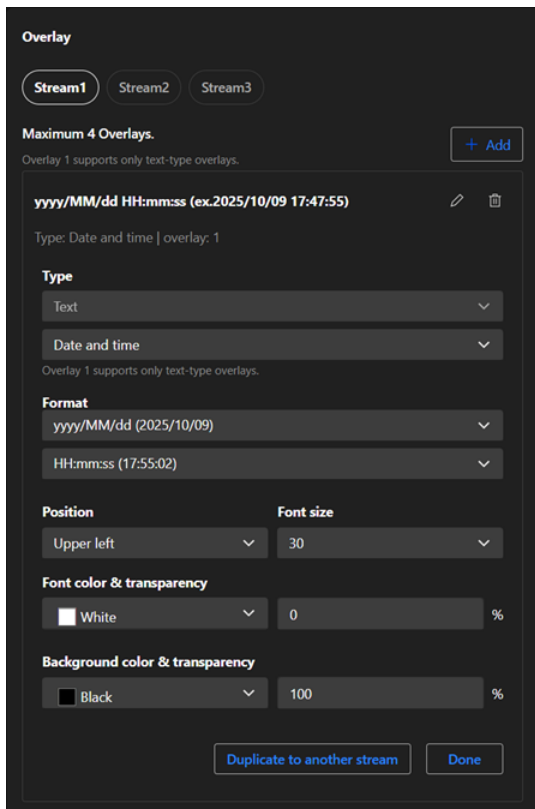 Overlay
Stream1 Stream2 Stream3
Maximum 4 Overlays.
+ Add
Overlay 1 supports only text-type overlays.
yyyy/MM/dd HH:mm:ss (ex.2025/10/09 17:47:55)
Type: Date and time | overlay: 1
Type
Text
Date and time
Overlay 1 supports only text-type overlays.
Format
yyyy/MM/dd (2025/10/09)
HH:mm:ss (17:55:02)
Position Font size
Upper left 30
Font color & transparency
White 0 %
Background color & transparency
Black 100 %
Duplicate to another stream Done